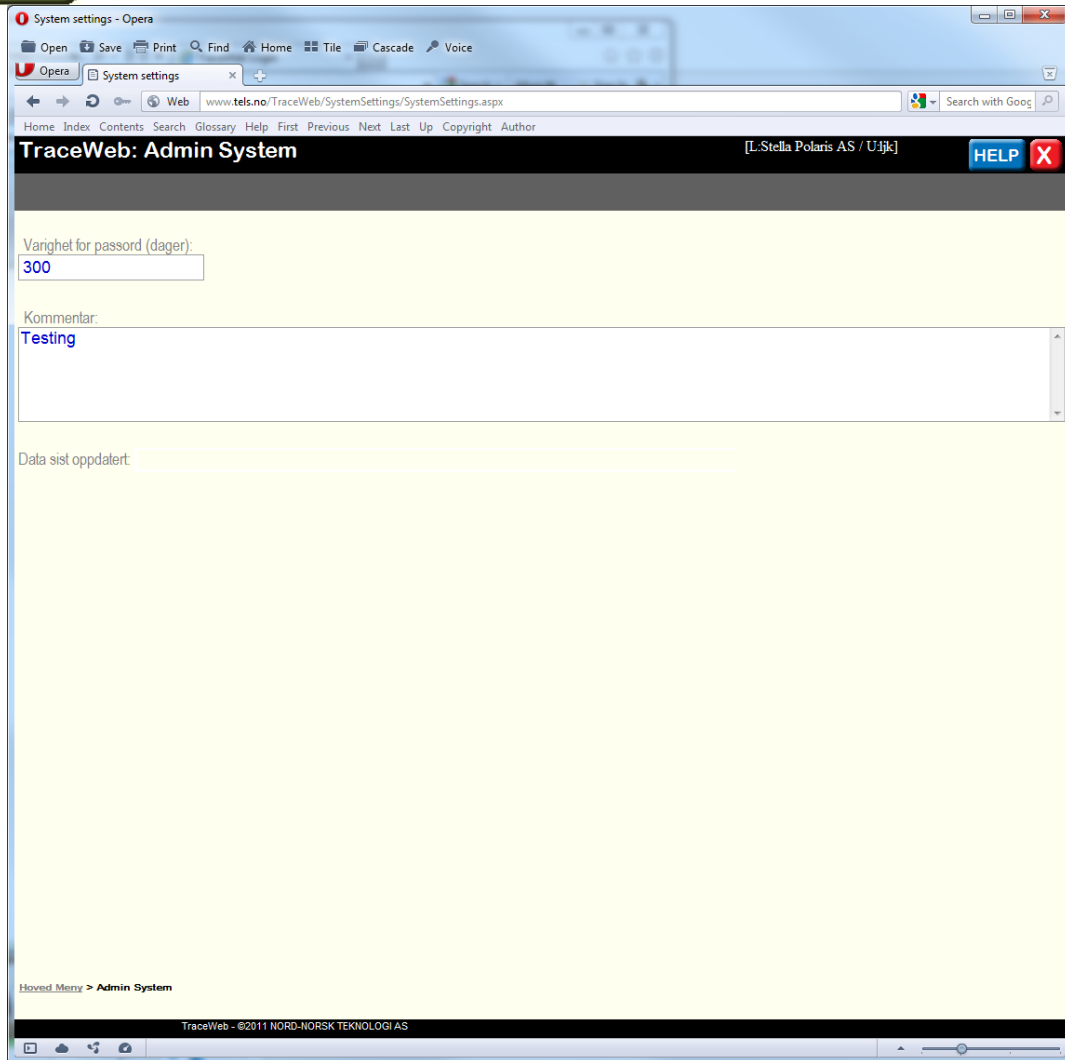 System settings - Opera
Open Save Print Find Home Tile Cascade Voice
Opera System settings
Web www.tels.no/TraceWeb/SystemSettings/SystemSettings.aspx Search with Goog
Home Index Contents Search Glossary Help First Previous Next Last Up Copyright Author
TraceWeb: Admin System [L:Stella Polaris AS / U:ljk] HELP X
Varighet for passord (dager):
300
Kommentar:
Testing
Data sist oppdatert:
Hoved Meny > Admin System
TraceWeb - ©2011 NORD-NORSK TEKNOLOGI AS